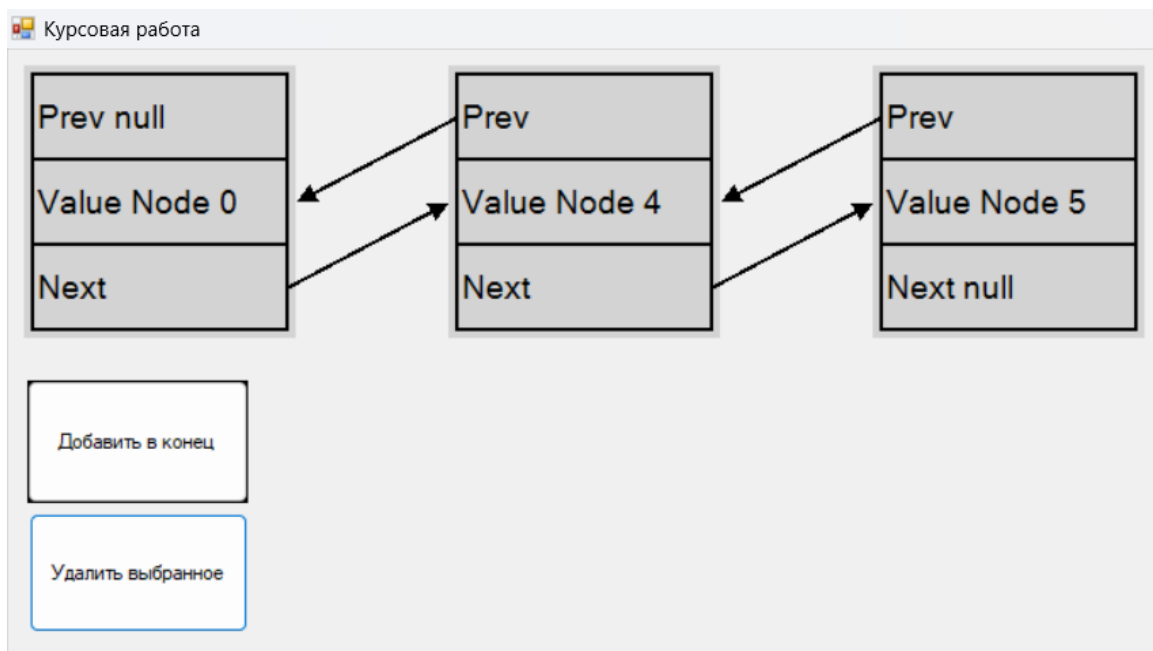 Курсовая работа
Prev null
Value Node 0
Next
Prev
Value Node 4
Next
Prev
Value Node 5
Next null
Добавить в конец
Удалить выбранное